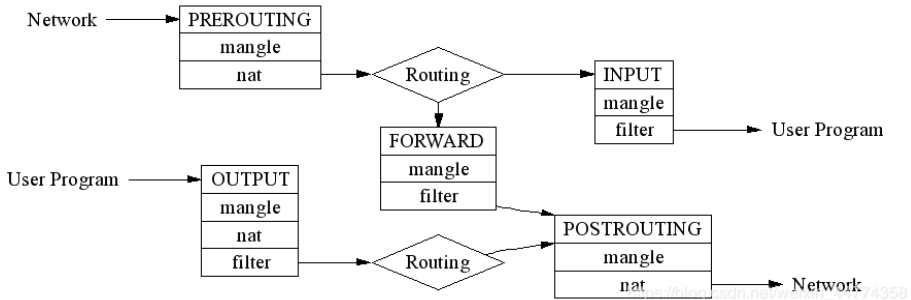 Network
PREROUTING
mangle
nat
Routing
INPUT
mangle
filter
User Program
FORWARD
mangle
filter
User Program
OUTPUT
mangle
nat
filter
Routing
POSTROUTING
mangle
nat
Network